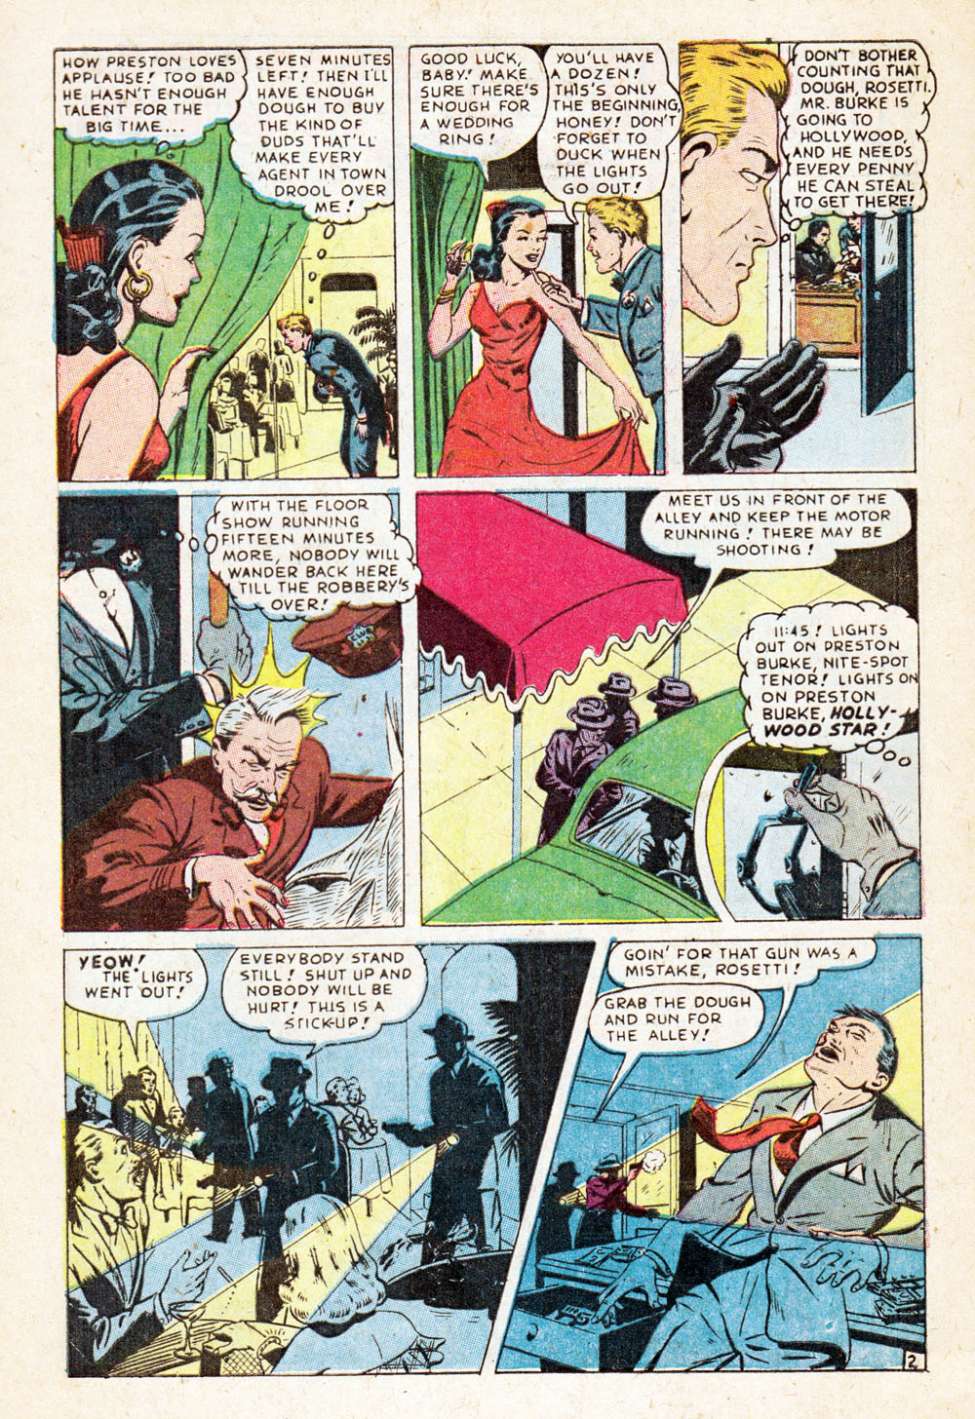 HOW PRESTON LOVES
APPLAUSE! TOO BAD
HE HASN'T ENOUGH
TALENT FOR THE
BIG TIME...
SEVEN MINUTES
LEFT! THEN I'LL
HAVE ENOUGH
DOUGH TO BUY
THE KIND OF
DUDS THAT'LL
MAKE EVERY
AGENT IN TOWN
DROOL OVER
ME!
GOOD LUCK,
BABY! MAKE
SURE THERE'S
ENOUGH FOR
A WEDDING
RING!
YOU'LL HAVE
A DOZEN!
THIS'S ONLY
THE BEGINNING,
HONEY! DON'T
FORGET TO
DUCK WHEN
THE LIGHTS
GO OUT!
DON'T BOTHER
COUNTING THAT
DOUGH, ROSETTI.
MR. BURKE IS
GOING TO
HOLLYWOOD,
AND HE NEEDS
EVERY PENNY
HE CAN STEAL
TO GET THERE!
WITH THE FLOOR
SHOW RUNNING
FIFTEEN MINUTES
MORE, NOBODY WILL
WANDER BACK HERE
TILL THE ROBBERY'S
OVER!
MEET US IN FRONT OF THE
ALLEY AND KEEP THE MOTOR
RUNNING! THERE MAY BE
SHOOTING!
11:45! LIGHTS
OUT ON PRESTON
BURKE, NITE-SPOT
TENOR! LIGHTS ON
ON PRESTON
BURKE, HOLLY-
WOOD STAR!
YEOW!
THE LIGHTS
WENT OUT!
EVERYBODY STAND
STILL! SHUT UP AND
NOBODY WILL BE
HURT! THIS IS A
STICK-UP!
GOIN' FOR THAT GUN WAS A
MISTAKE, ROSETTI!
GRAB THE DOUGH
AND RUN FOR
THE ALLEY!
2